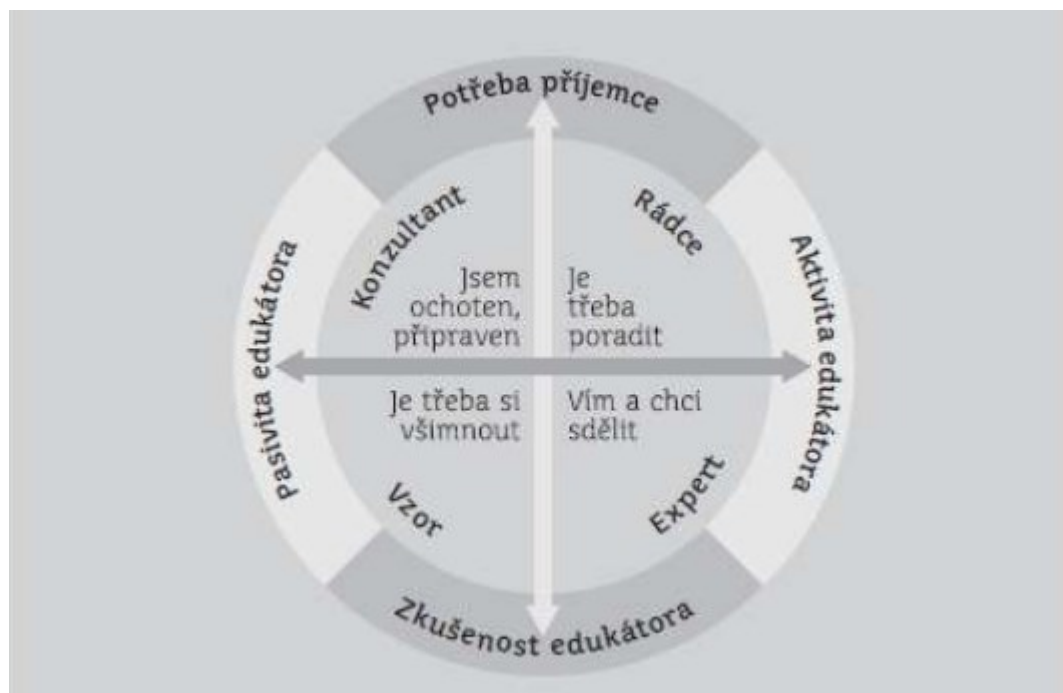 Potřeba příjemce
Konzultant
Rádce
Jsem
ochoten,
připraven
Je
třeba
poradit
Pasivita edukátora
Aktivita edukátora
Je třeba si
všimnout
Vím a chci
sdělit
Vzor
Expert
Zkušenost edukátora